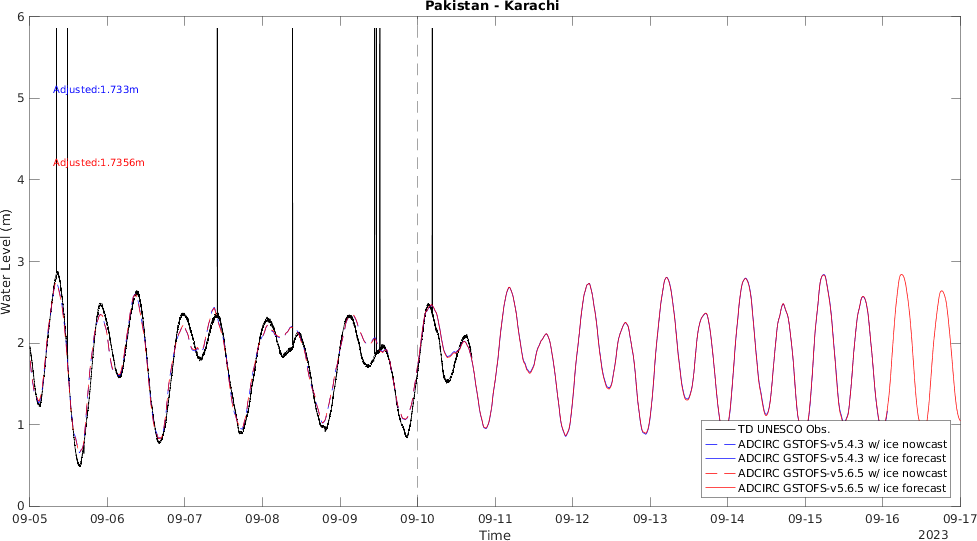 Pakistan - Karachi
6
5
4
3
2
1
0
Water Level (m)
Adjusted:1.733m
Adjusted:1.7356m
TD UNESCO Obs.
ADCIRC GSTOFS-v5.4.3 w/ ice nowcast
ADCIRC GSTOFS-v5.4.3 w/ ice forecast
ADCIRC GSTOFS-v5.6.5 w/ ice nowcast
ADCIRC GSTOFS-v5.6.5 w/ ice forecast
09-05 09-06 09-07 09-08 09-09 09-10 09-11 09-12 09-13 09-14 09-15 09-16 09-17
Time
2023